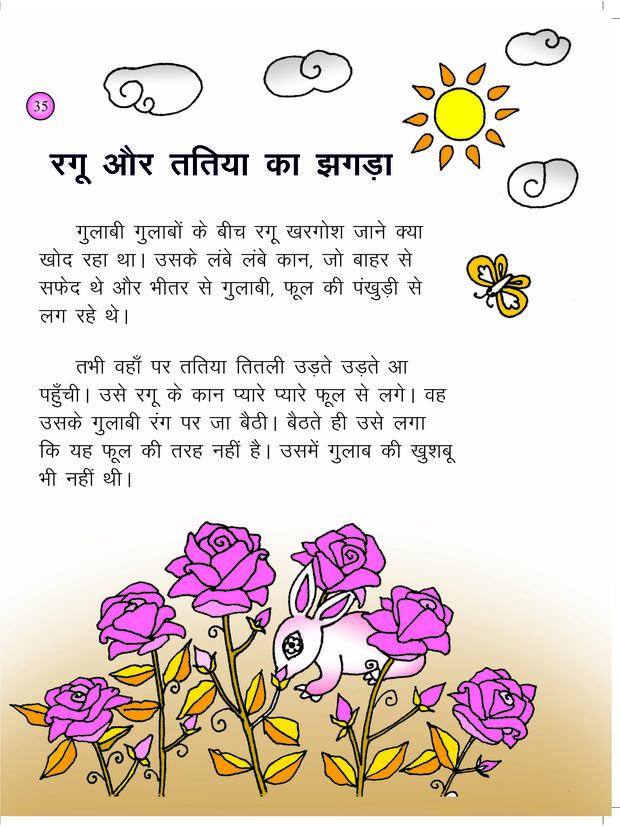 35
रगू और ततिया का झगड़ा
गुलाबी गुलाबों के बीच रगू खरगोश जाने क्या
खोद रहा था। उसके लंबे लंबे कान, जो बाहर से
सफेद थे और भीतर से गुलाबी, फूल की पंखुड़ी से
लग रहे थे।
तभी वहाँ पर ततिया तितली उड़ते उड़ते आ
पहुँची। उसे रगू के कान प्यारे प्यारे फूल से लगे। वह
उसके गुलाबी रंग पर जा बैठी। बैठते ही उसे लगा
कि यह फूल की तरह नहीं है। उसमें गुलाब की खुशबू
भी नहीं थी।